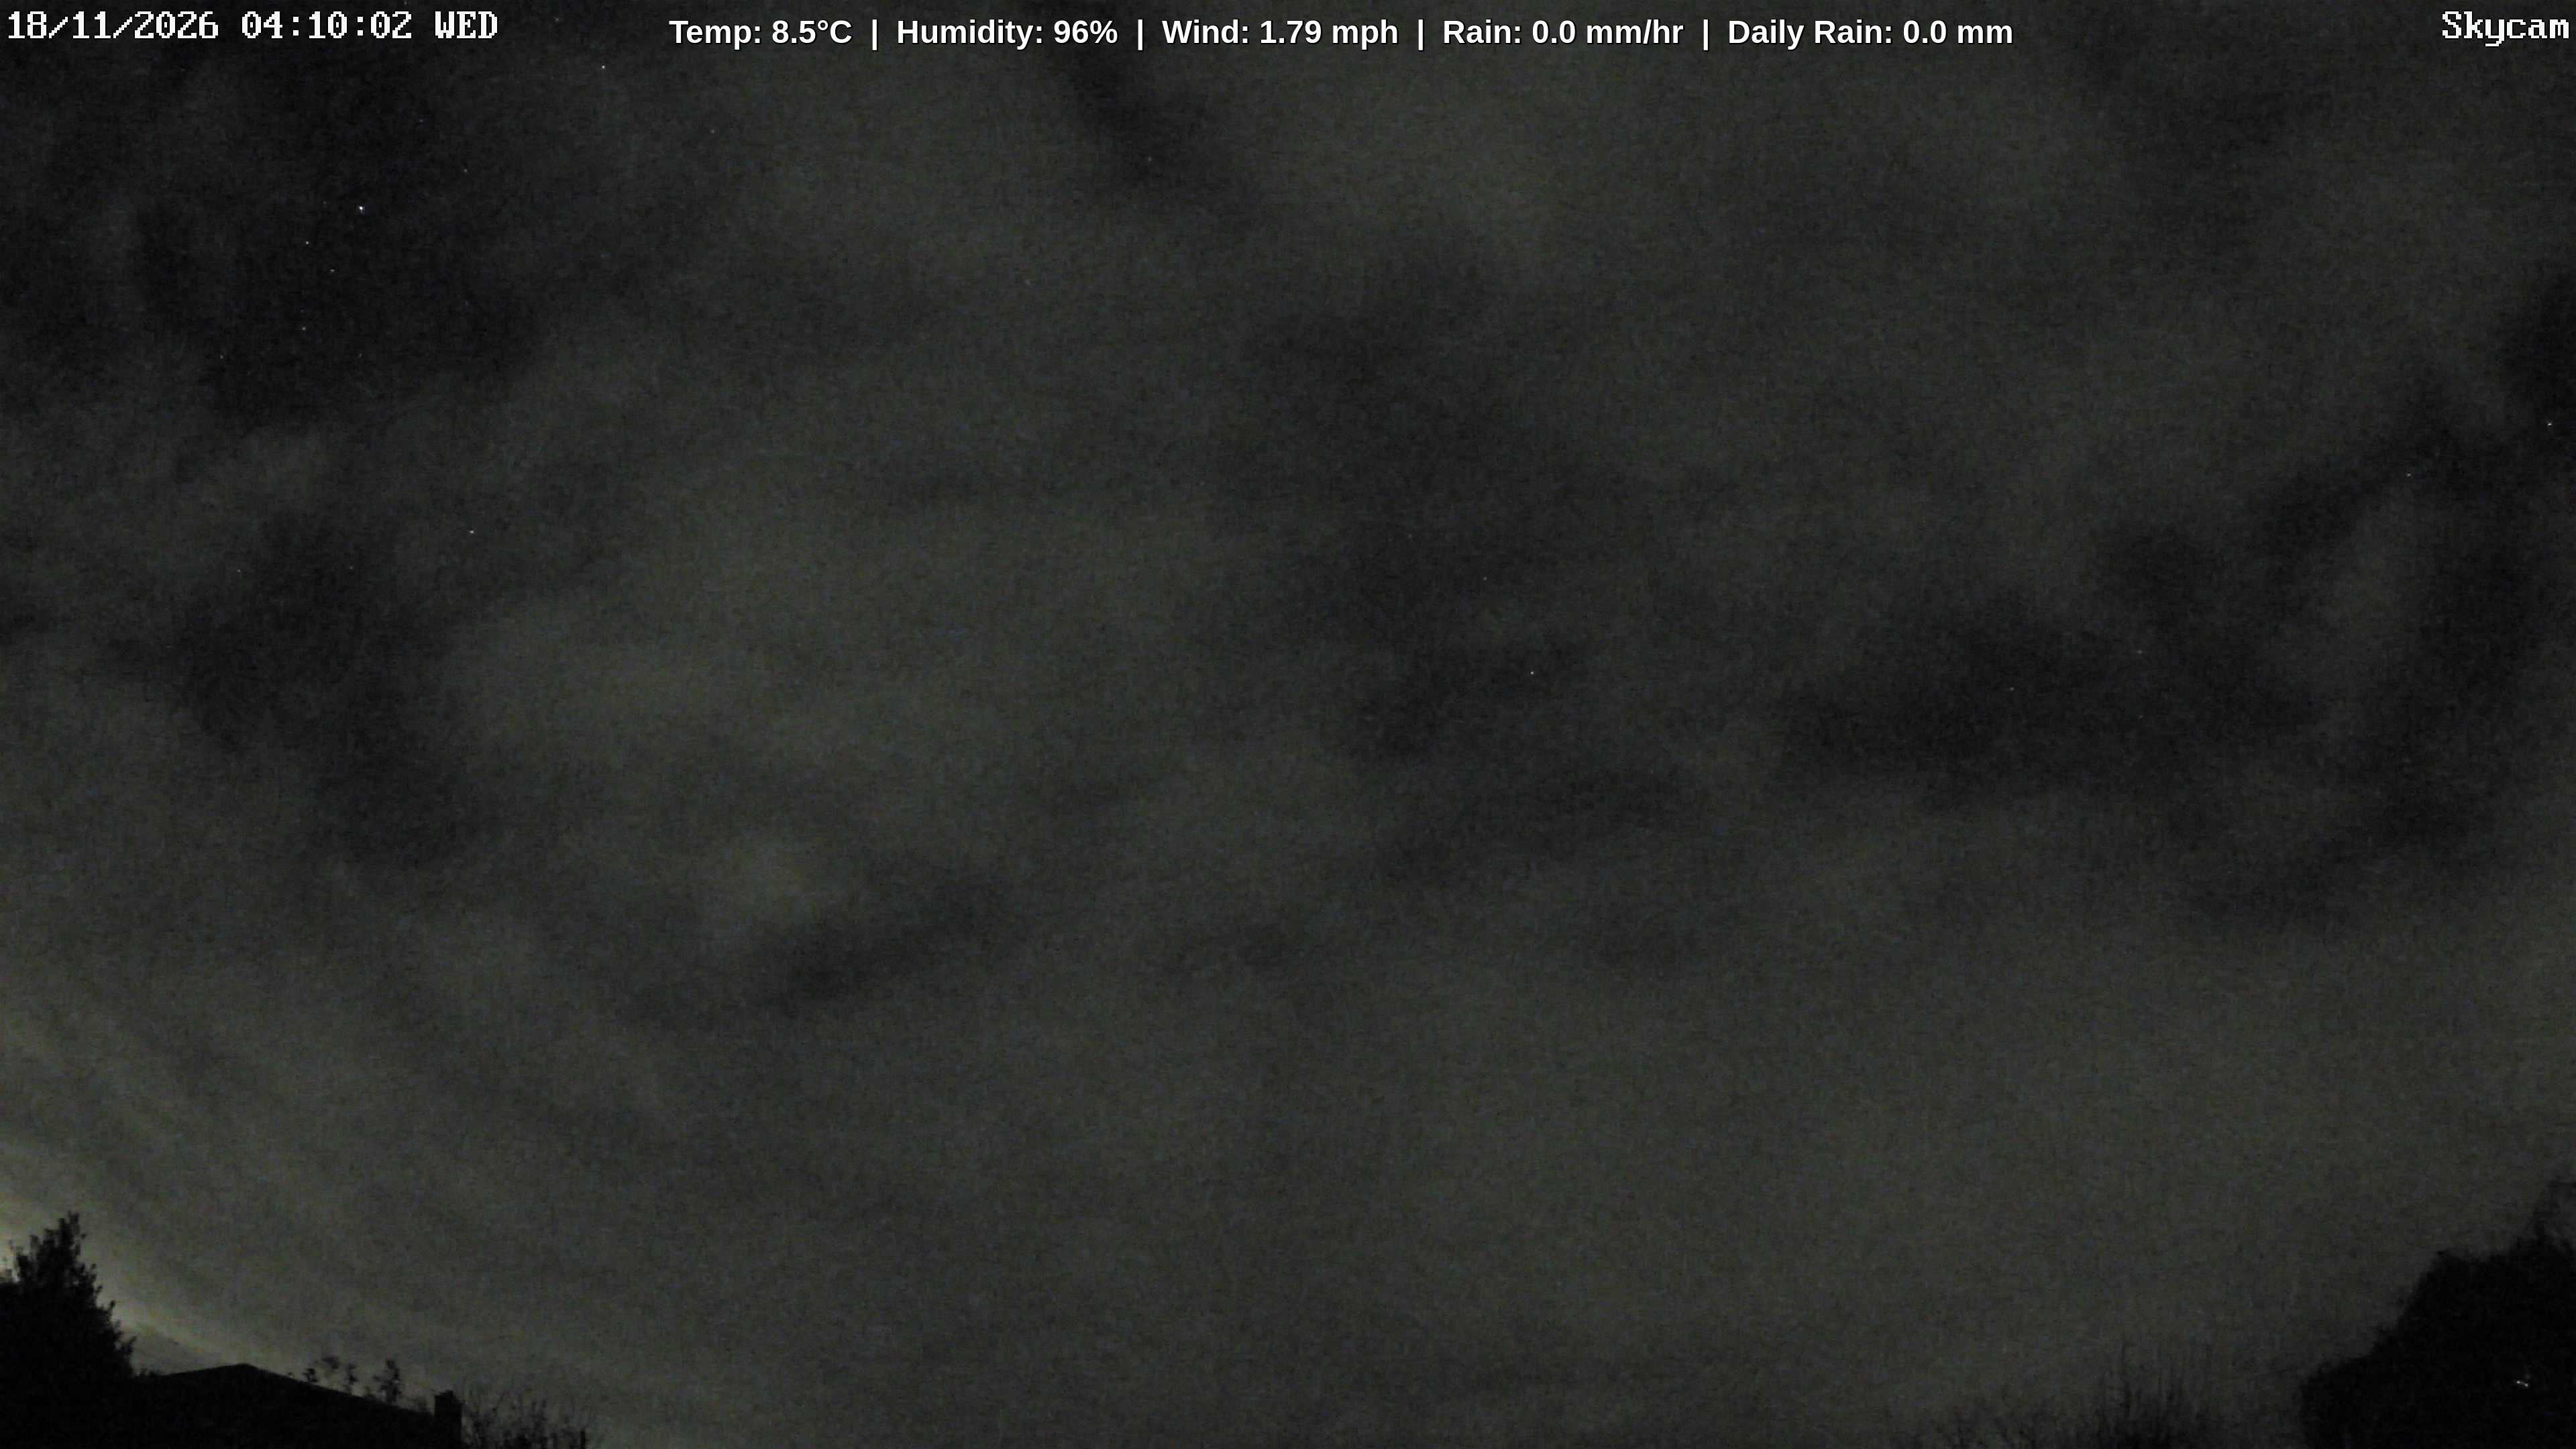 18/11/2026 04:10:02 WED
Temp: 8.5°C | Humidity: 96% | Wind: 1.79 mph | Rain: 0.0 mm/hr | Daily Rain: 0.0 mm
Skycam